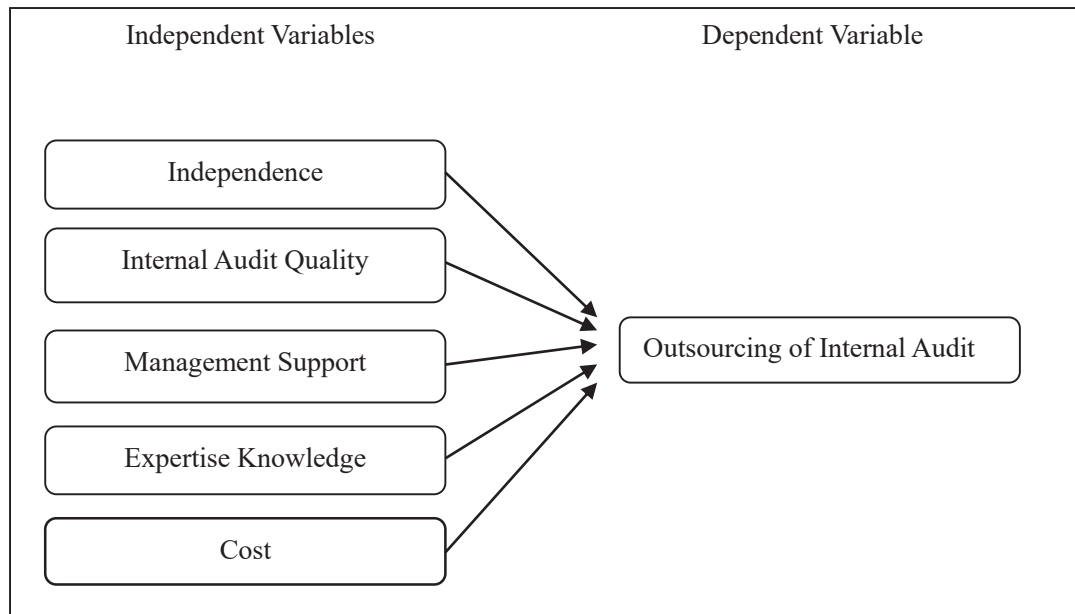 Independent Variables
Dependent Variable
Independence
Internal Audit Quality
Management Support
Expertise Knowledge
Cost
Outsourcing of Internal Audit